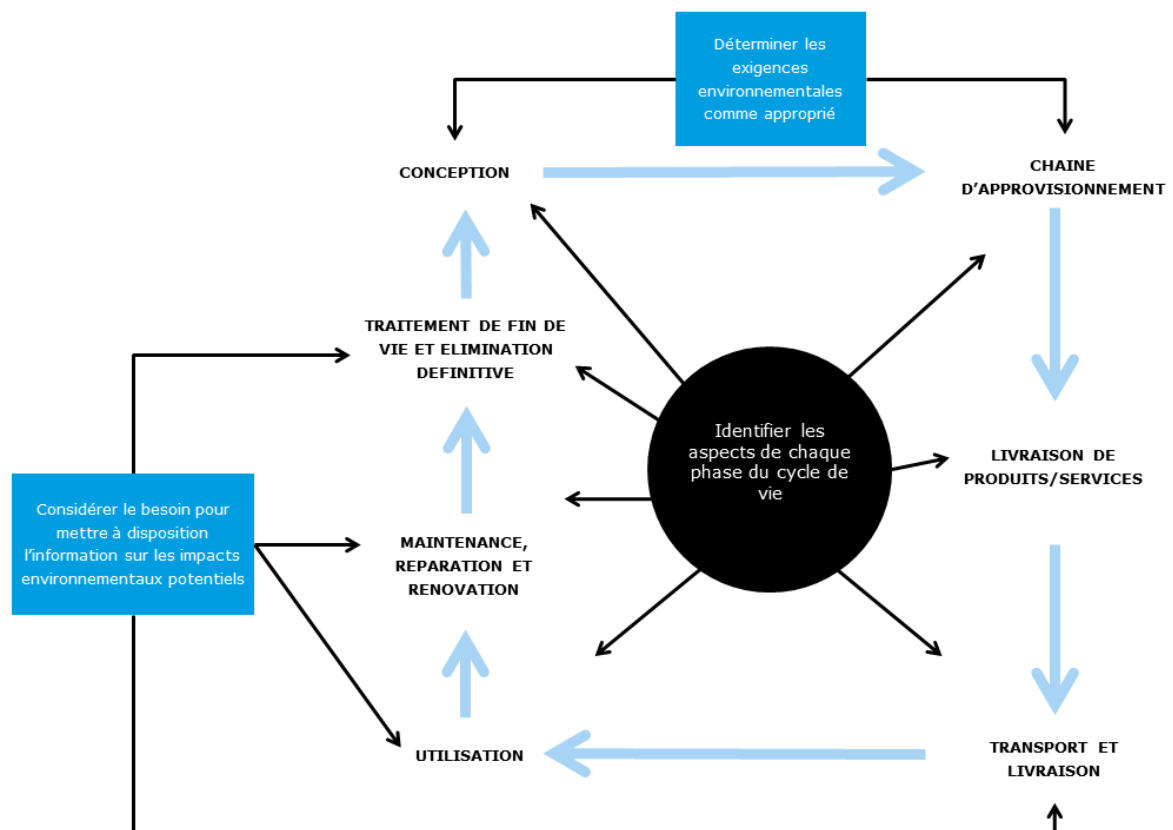 Déterminer les
exigences
environnementales
comme approprié
CONCEPTION
CHAINE
D'APPROVISIONNEMENT
TRAITEMENT DE FIN DE
VIE ET ELIMINATION
DEFINITIVE
Identifier les
aspects de chaque
phase du cycle de
vie
LIVRAISON DE
PRODUITS/SERVICES
Considérer le besoin pour
mettre à disposition
l'information sur les impacts
environnementaux potentiels
MAINTENANCE,
REPARATION ET
RENOVATION
UTILISATION
TRANSPORT ET
LIVRAISON